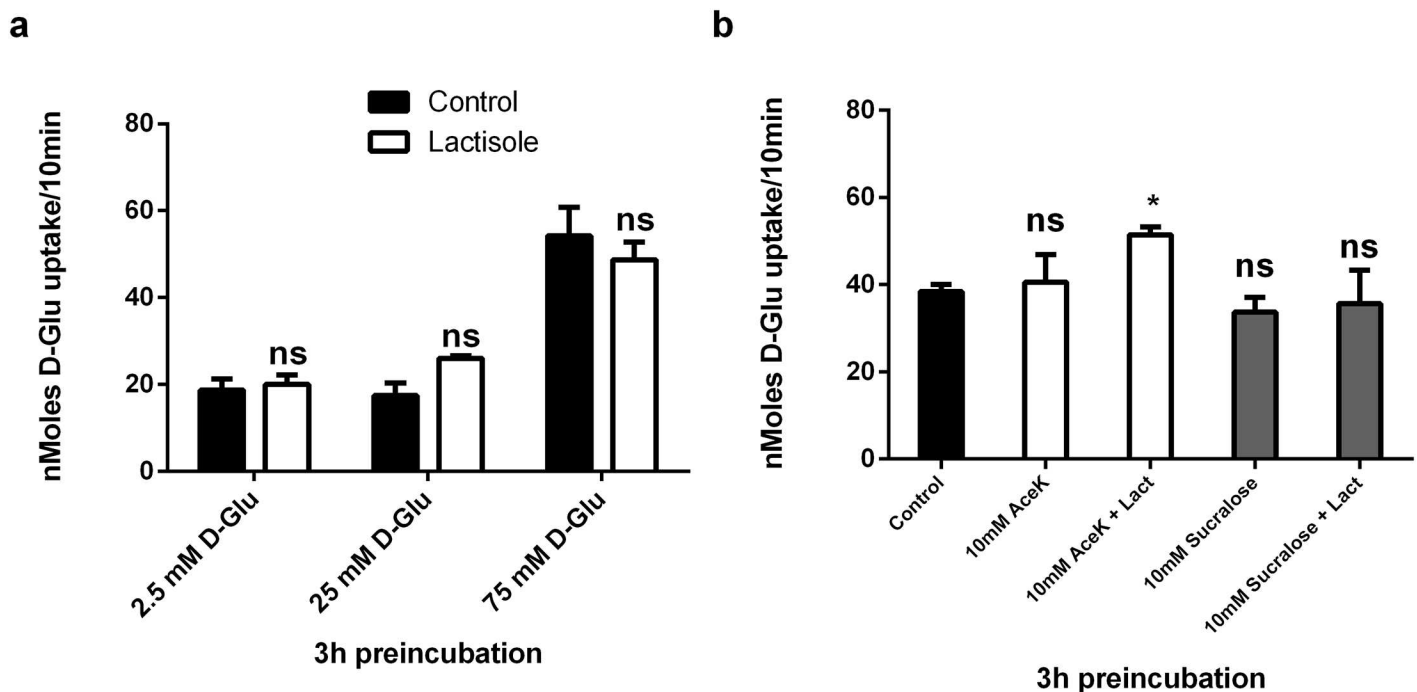 a
nMoles D-Glu uptake/10min
80
60
40
20
0
Control
Lactisole
ns
ns
ns
2.5 mM D-Glu
25 mM D-Glu
75 mM D-Glu
3h preincubation
b
nMoles D-Glu uptake/10min
80
60
40
20
0
ns
*
ns
ns
Control
10mM AceK
10mM AceK + Lact
10mM Sucralose
10mM Sucralose + Lact
3h preincubation